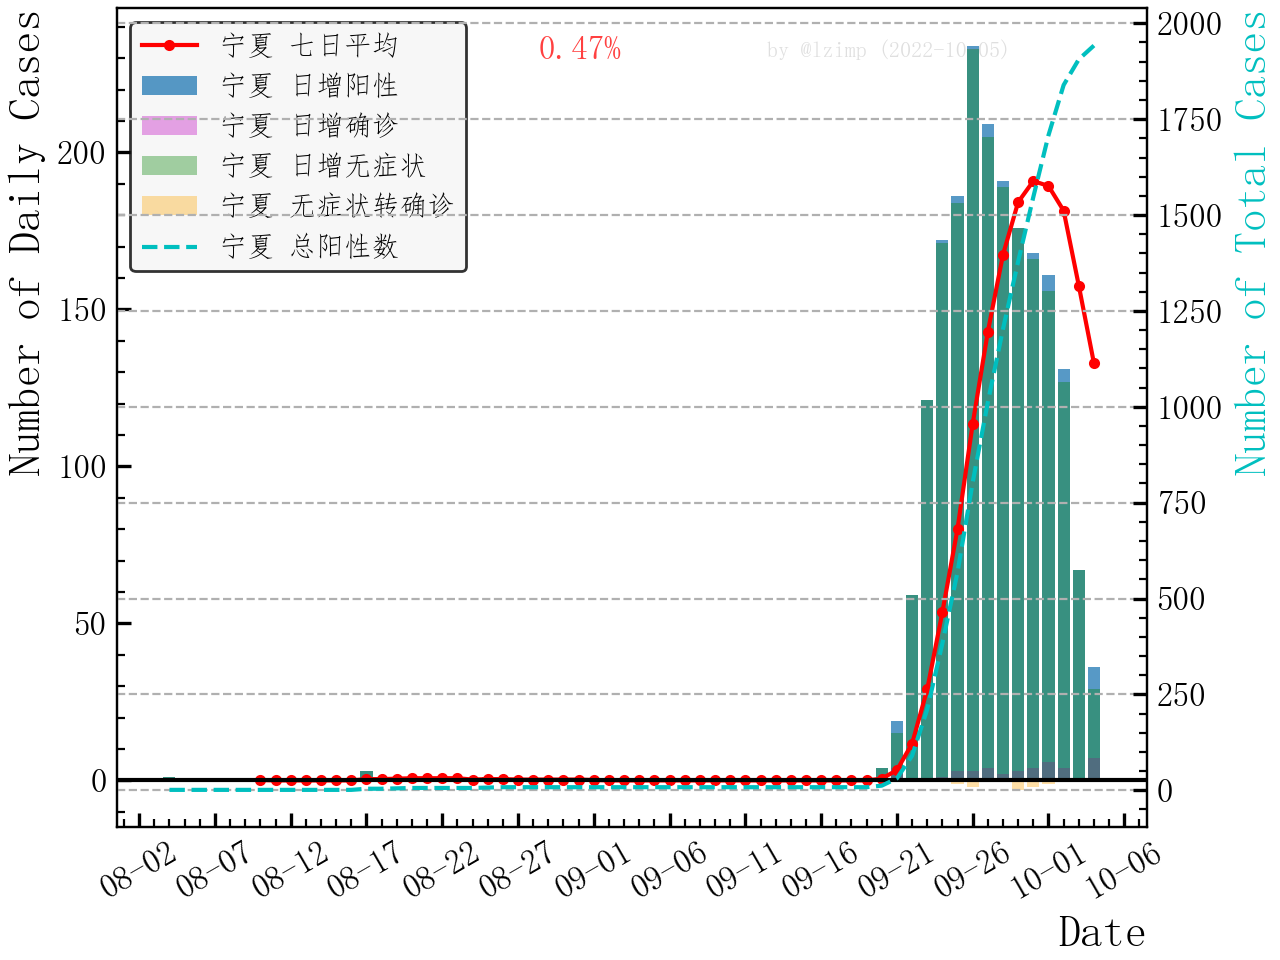 宁夏 七日平均
宁夏 日增阳性
宁夏 日增确诊
宁夏 日增无症状
宁夏 无症状转确诊
宁夏 总阳性数
0.47%
by @lzimp (2022-10-05)
Number of Daily Cases
200
150
100
50
0
2000
1750
1500
1250
1000
750
500
250
0
Number of Total Cases
08-02
08-07
08-12
08-17
08-22
08-27
09-01
09-06
09-11
09-16
09-21
09-26
10-01
10-06
Date